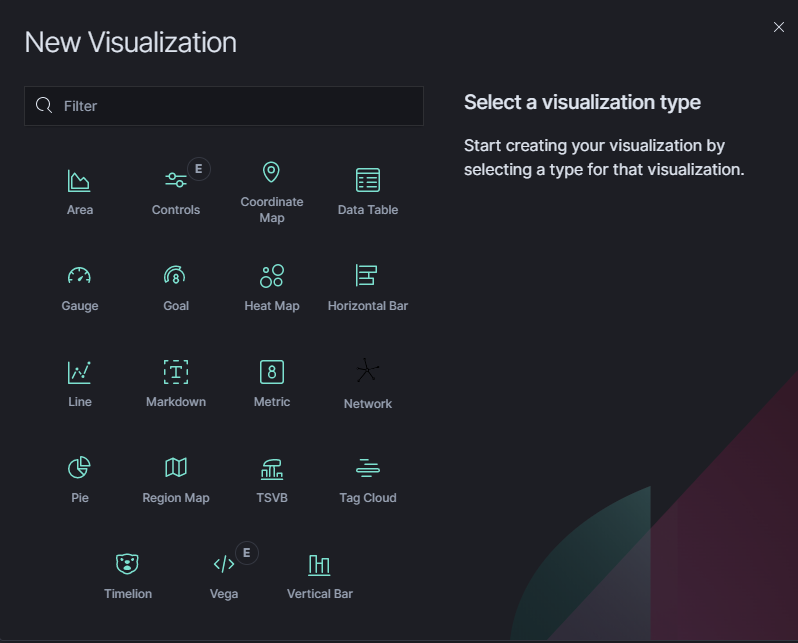 New Visualization
Filter
Select a visualization type
Start creating your visualization by
selecting a type for that visualization.
E
Area
Controls
Coordinate
Map
Data Table
8
Gauge
Goal
Heat Map
Horizontal Bar
T
8
Line
Markdown
Metric
Network
Pie
Region Map
TSVB
Tag Cloud
</>
E
Timelion
Vega
Vertical Bar